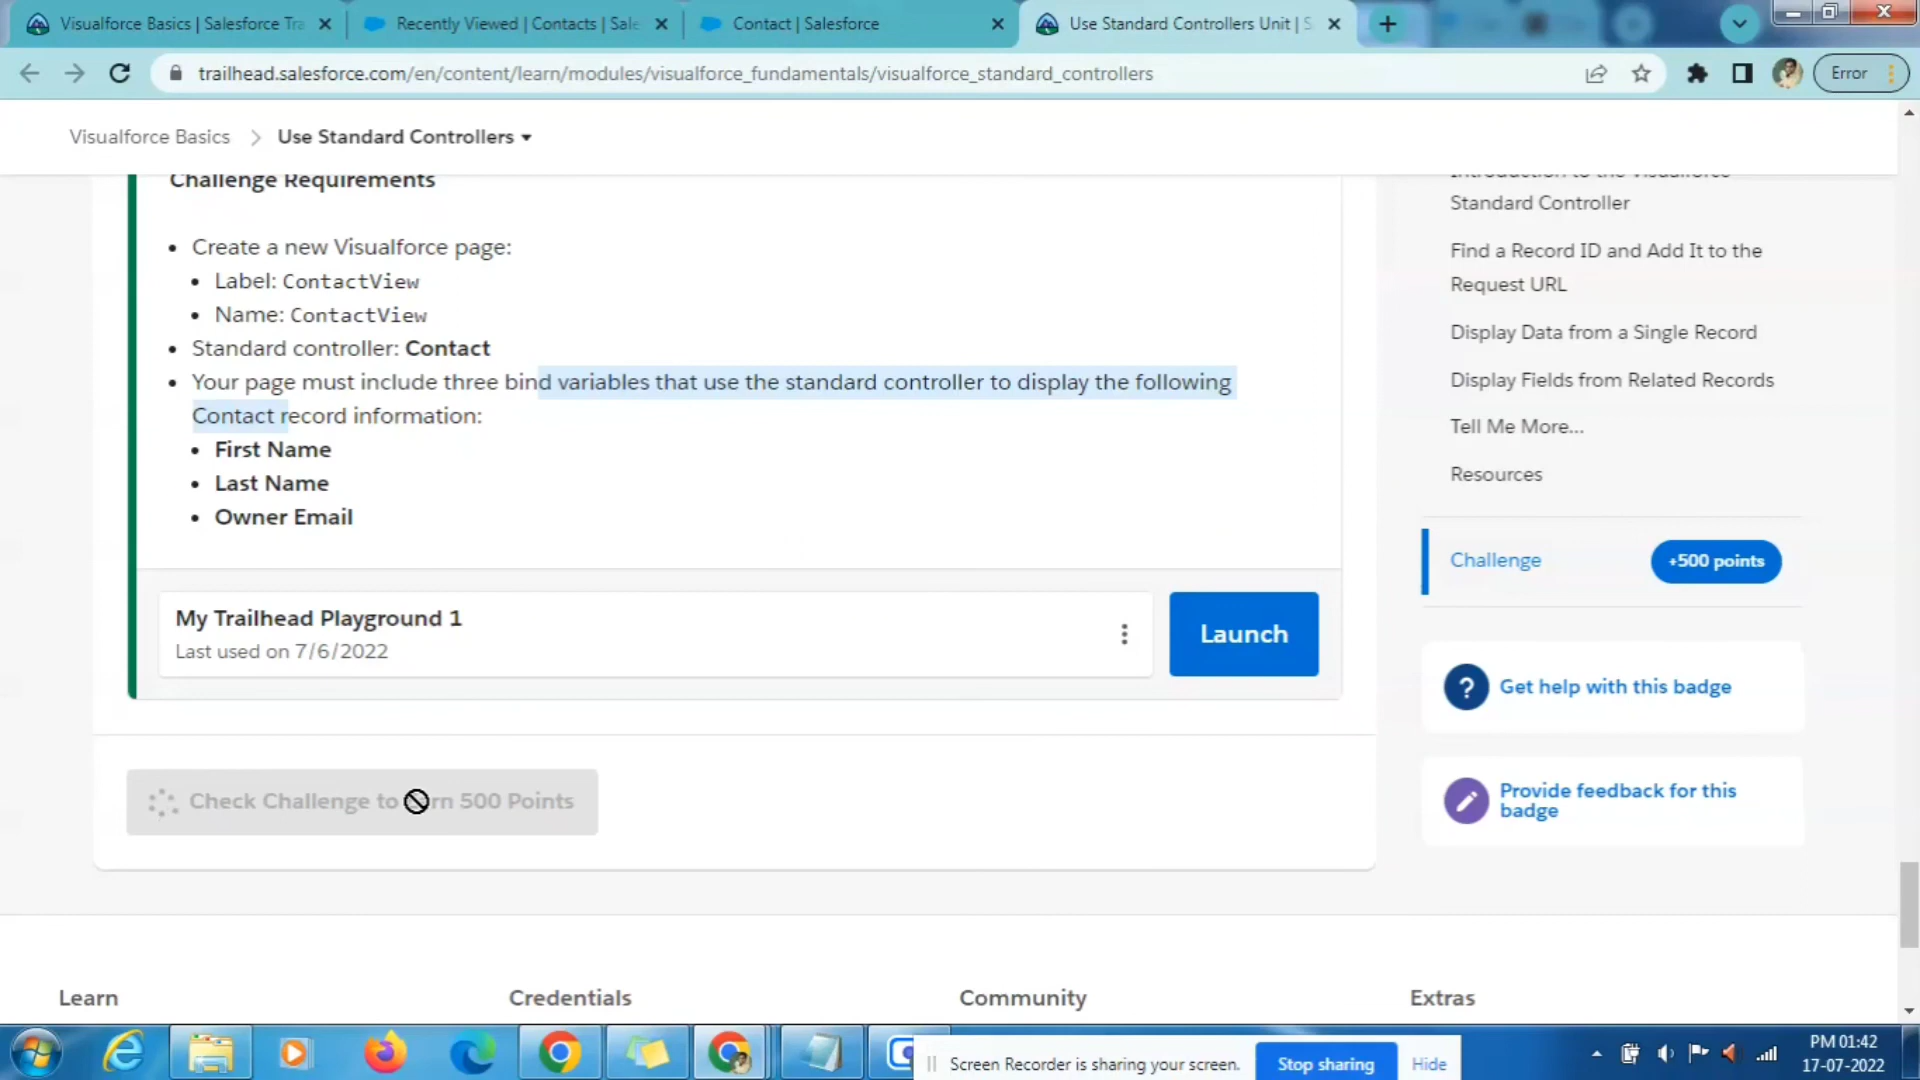 Visualforce Basics | Salesforce Tra
Recently Viewed | Contacts | Sale
Contact | Salesforce
Use Standard Controllers Unit | S
trailhead.salesforce.com/en/content/learn/modules/visualforce_fundamentals/visualforce_standard_controllers
Error
Visualforce Basics
Use Standard Controllers
Challenge Requirements
Create a new Visualforce page:
Label: ContactView
Name: ContactView
Standard controller: Contact
Your page must include three bind variables that use the standard controller to display the following
Contact record information:
First Name
Last Name
Owner Email
My Trailhead Playground 1
Last used on 7/6/2022
Launch
Check Challenge to Earn 500 Points
Introduction to the Visualforce
Standard Controller
Find a Record ID and Add It to the
Request URL
Display Data from a Single Record
Display Fields from Related Records
Tell Me More...
Resources
Challenge
+500 points
Get help with this badge
Provide feedback for this
badge
Learn
Credentials
Community
Extras
Screen Recorder is sharing your screen.
Stop sharing
Hide
PM 01:42
17-07-2022